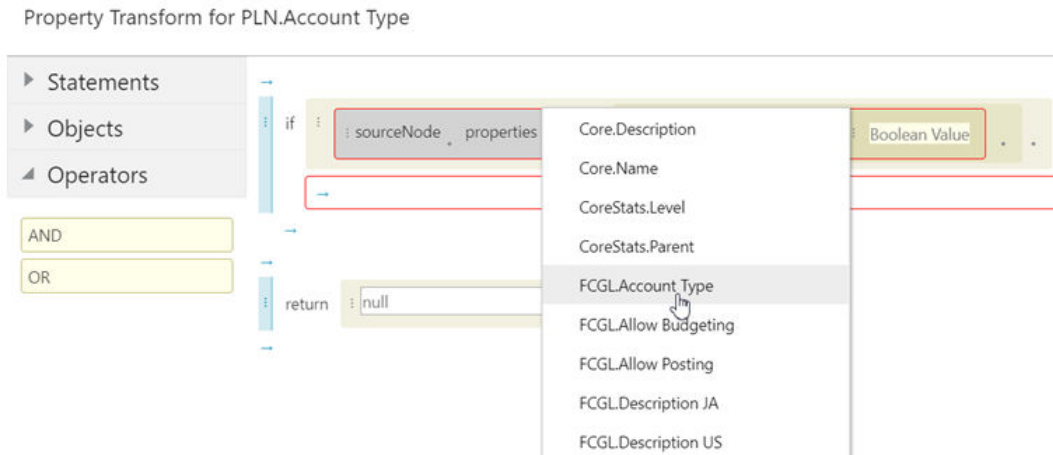 Property Transform for PLN.Account Type
Statements
Objects
Operators
AND
OR
if sourceNode . properties Boolean Value . .
return null
Core.Description
Core.Name
CoreStats.Level
CoreStats.Parent
FCGL.Account Type
FCGL.Allow Budgeting
FCGL.Allow Posting
FCGL.Description JA
FCGL.Description US